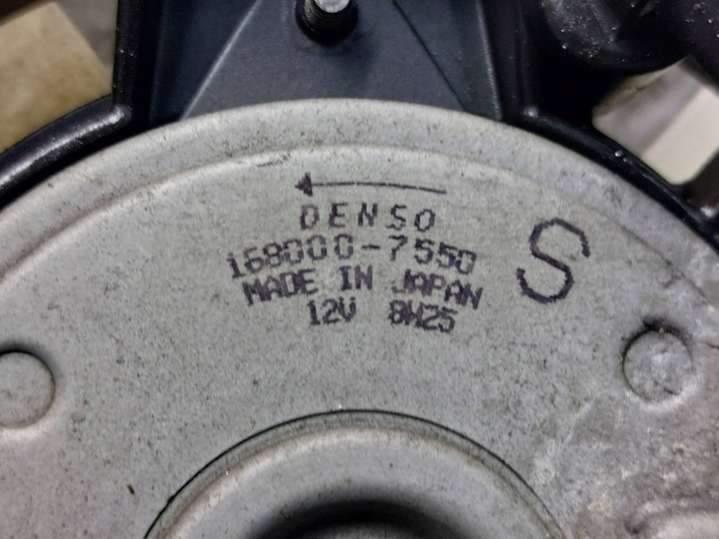 DENSO
168000-7550
MADE IN JAPAN
12V 8W25
S